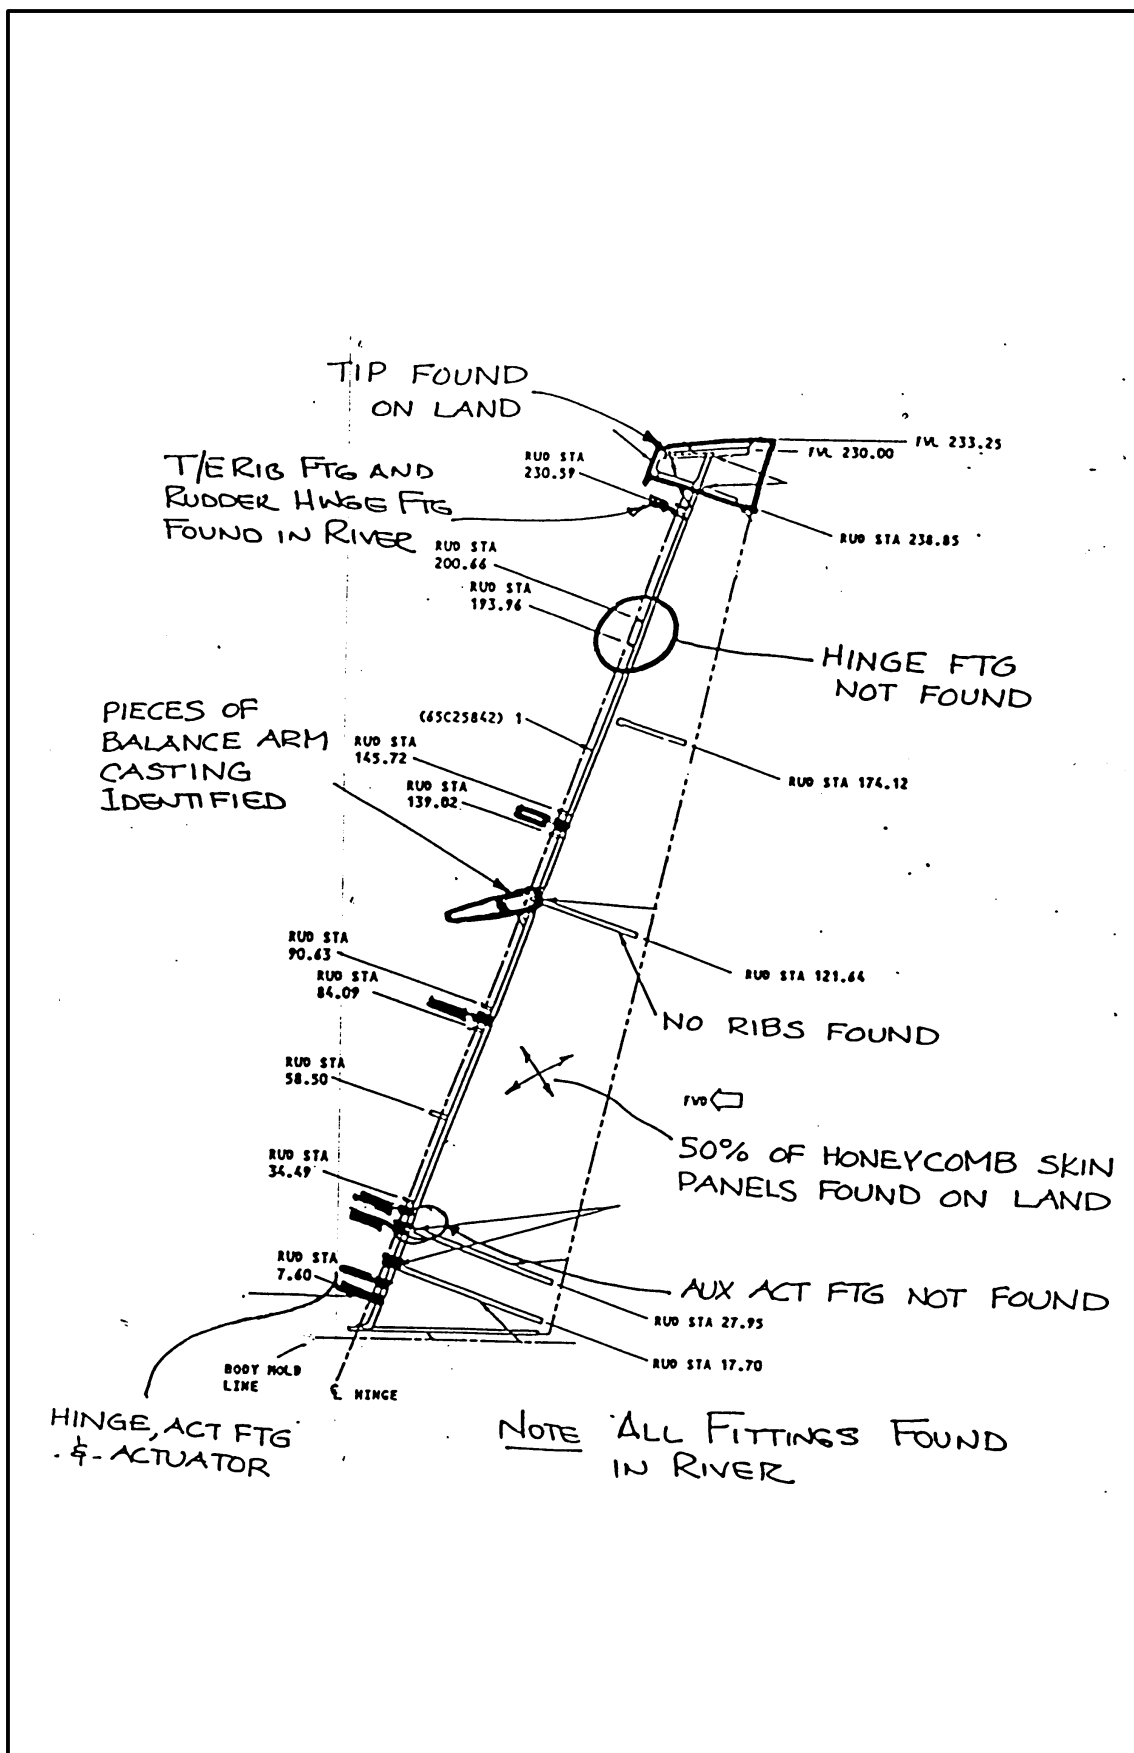 TIP FOUND
ON LAND
T/E RIB FTG AND
RUDDER HINGE FTG
FOUND IN RIVER
RUD STA
230.59
FVL 233.25
FVL 230.00
RUD STA 238.85
RUD STA
200.66
RUD STA
193.96
HINGE FTG
NOT FOUND
PIECES OF
BALANCE ARM
CASTING
IDENTIFIED
(65C25842) 1
RUD STA
145.72
RUD STA
139.02
RUD STA 174.12
RUD STA
90.63
RUD STA
84.09
RUD STA 121.64
NO RIBS FOUND
RUD STA
58.50
FWD
50% OF HONEYCOMB SKIN
PANELS FOUND ON LAND
RUD STA
34.49
RUD STA
7.60
AUX ACT FTG NOT FOUND
RUD STA 27.95
RUD STA 17.70
BODY MOLD
LINE
℄ HINGE
HINGE, ACT FTG
& ACTUATOR
NOTE ALL FITTINGS FOUND
IN RIVER